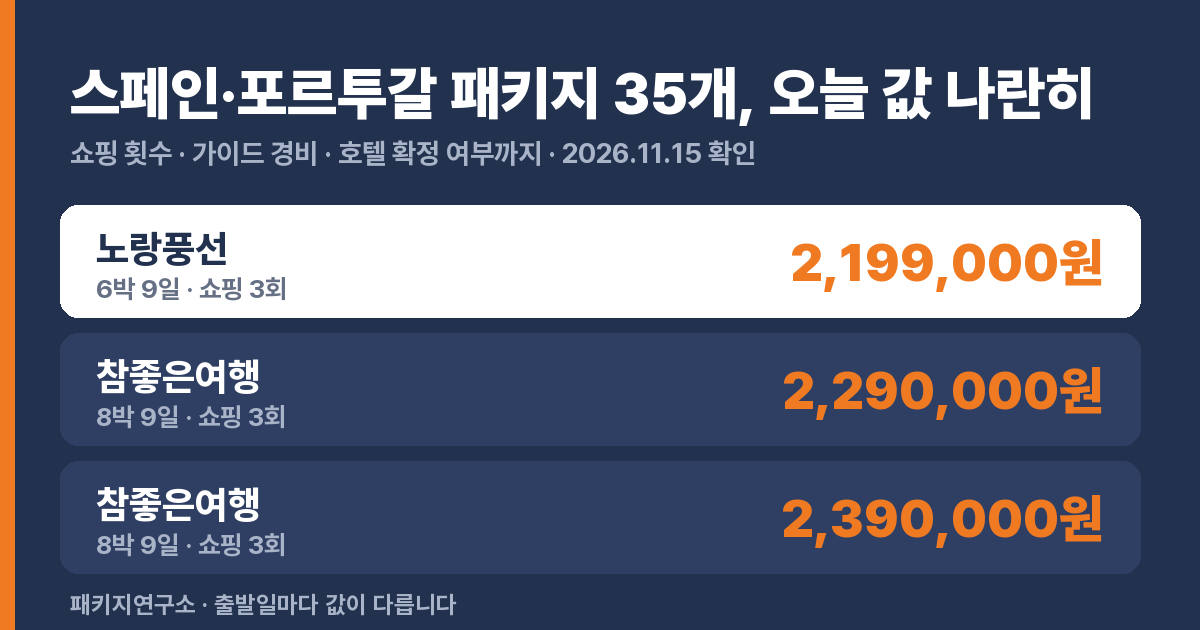 스페인·포르투갈 패키지 35개, 오늘 값 나란히
쇼핑 횟수 · 가이드 경비 · 호텔 확정 여부까지 · 2026.11.15 확인
노랑풍선
2,199,000원
6박 9일 · 쇼핑 3회
참좋은여행
2,290,000원
8박 9일 · 쇼핑 3회
참좋은여행
2,390,000원
8박 9일 · 쇼핑 3회
패키지연구소 · 출발일마다 값이 다릅니다